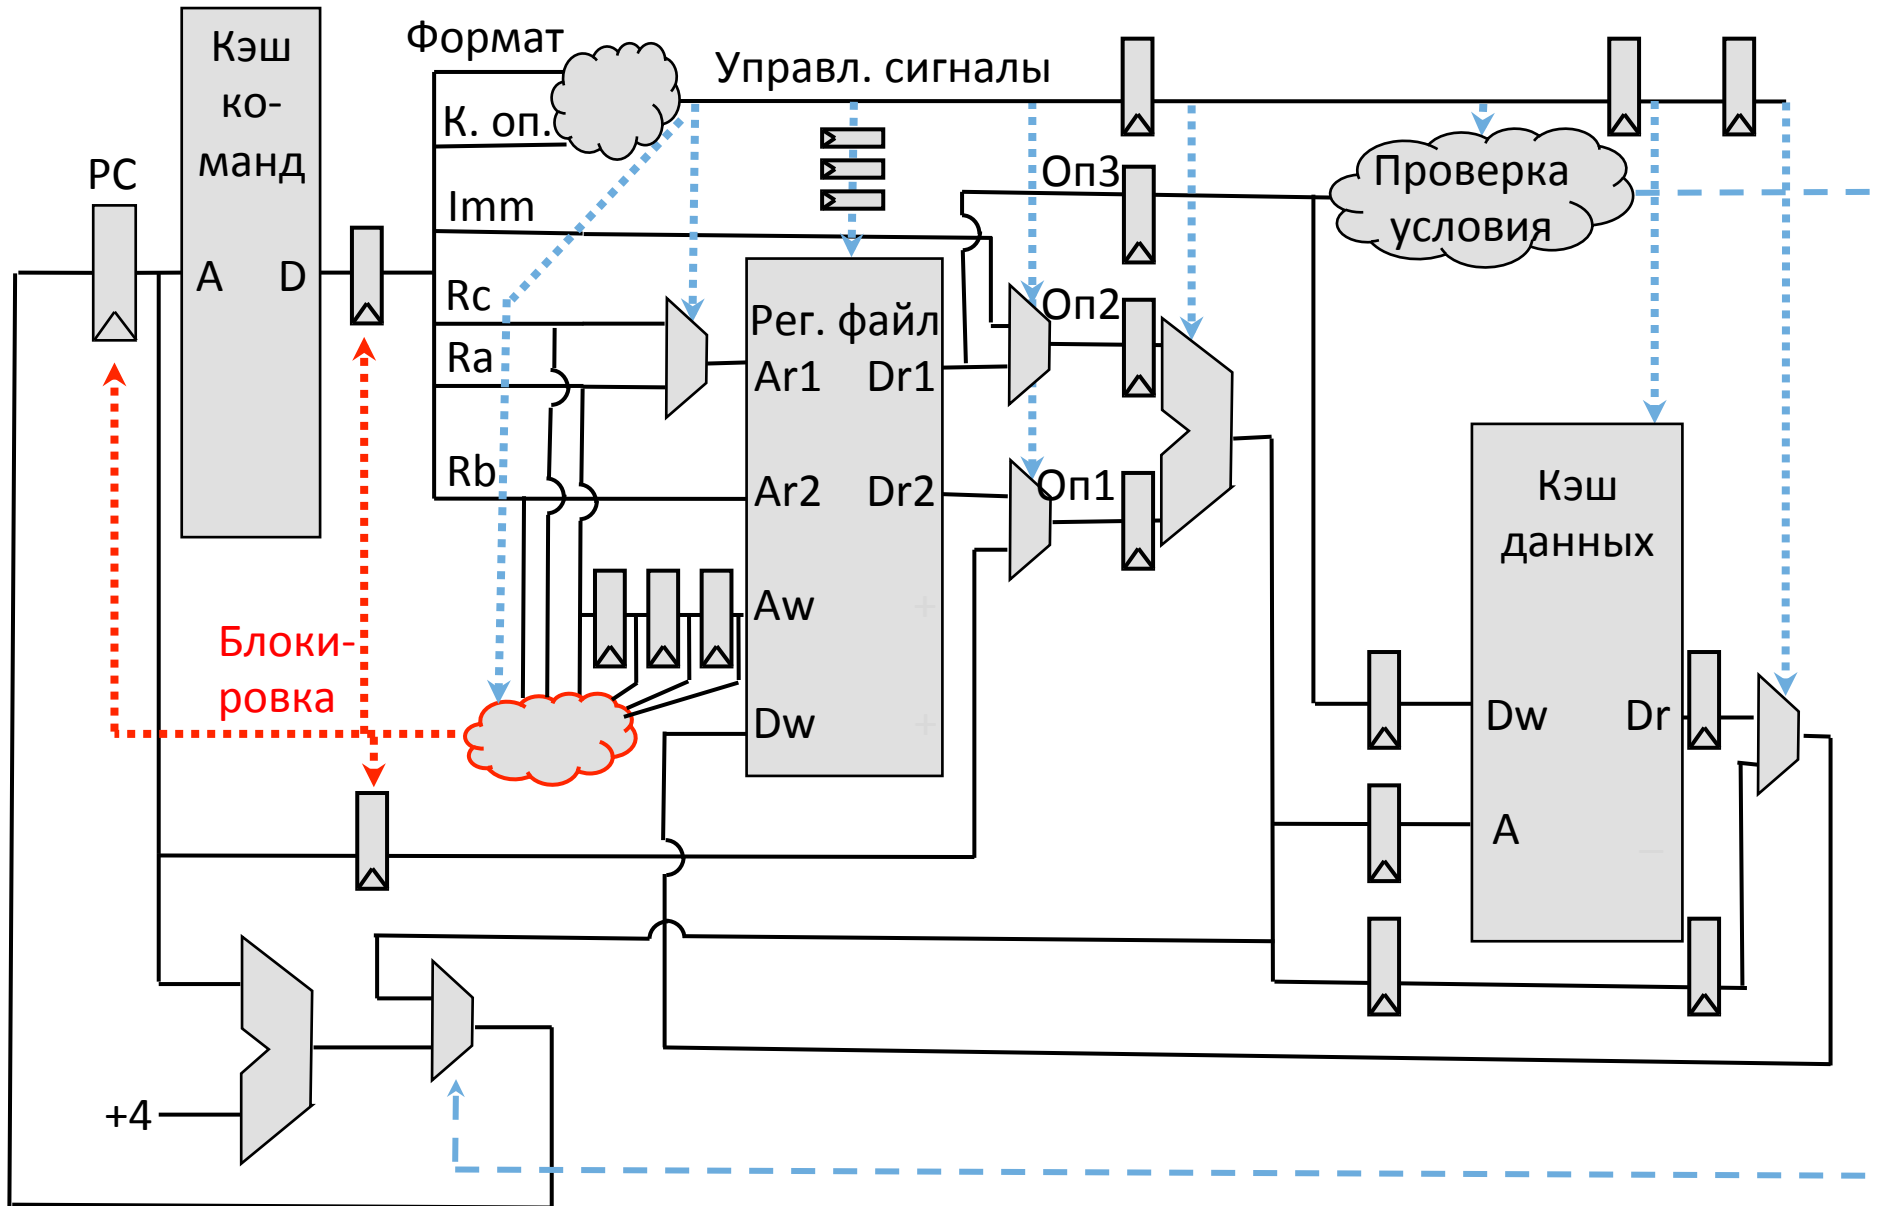 Кэш
ко-
манд
A
D
PC
Формат
К. оп.
Imm
Rc
Ra
Rb
Управл. сигналы
Рег. файл
Ar1
Dr1
Ar2
Dr2
Aw
Dw
Оп3
Оп2
Оп1
Проверка
условия
Кэш
данных
Dw
Dr
A
Блоки-
ровка
+4